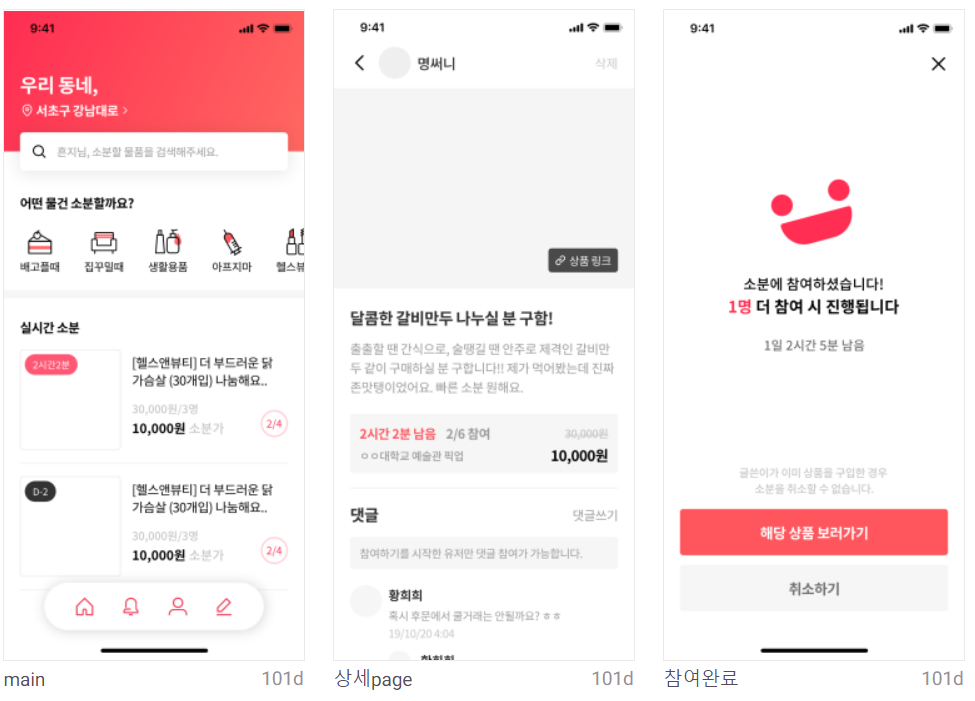 9:41
우리 동네,
서초구 강남대로 >
흔지님, 소분할 물품을 검색해주세요.
어떤 물건 소분할까요?
배고플때
집꾸밀때
생활용품
아프지마
헬스뷰
실시간 소분
2시간2분
[헬스앤뷰티] 더 부드러운 닭
가슴살 (30개입) 나눔해요..
30,000원/3명
10,000원 소분가
2/4
D-2
[헬스앤뷰티] 더 부드러운 닭
가슴살 (30개입) 나눔해요..
30,000원/3명
10,000원 소분가
2/4
main
101d
9:41
명써니
삭제
상품 링크
달콤한 갈비만두 나누실 분 구함!
출출할 땐 간식으로, 술땡길 땐 안주로 제격인 갈비만
두 같이 구매하실 분 구합니다!! 제가 먹어봤는데 진짜
존맛탱이었어요. 빠른 소분 원해요.
2시간 2분 남음 2/6 참여
30,000원
ㅇㅇ대학교 예술관 픽업
10,000원
댓글
댓글쓰기
참여하기를 시작한 유저만 댓글 참여가 가능합니다.
황희희
혹시 후문에서 쿨거래는 안될까요? ㅎㅎ
19/10/20 4:04
상세page
101d
9:41
소분에 참여하셨습니다!
1명 더 참여 시 진행됩니다
1일 2시간 5분 남음
글쓴이가 이미 상품을 구입한 경우
소분을 취소할 수 없습니다.
해당 상품 보러가기
취소하기
참여완료
101d